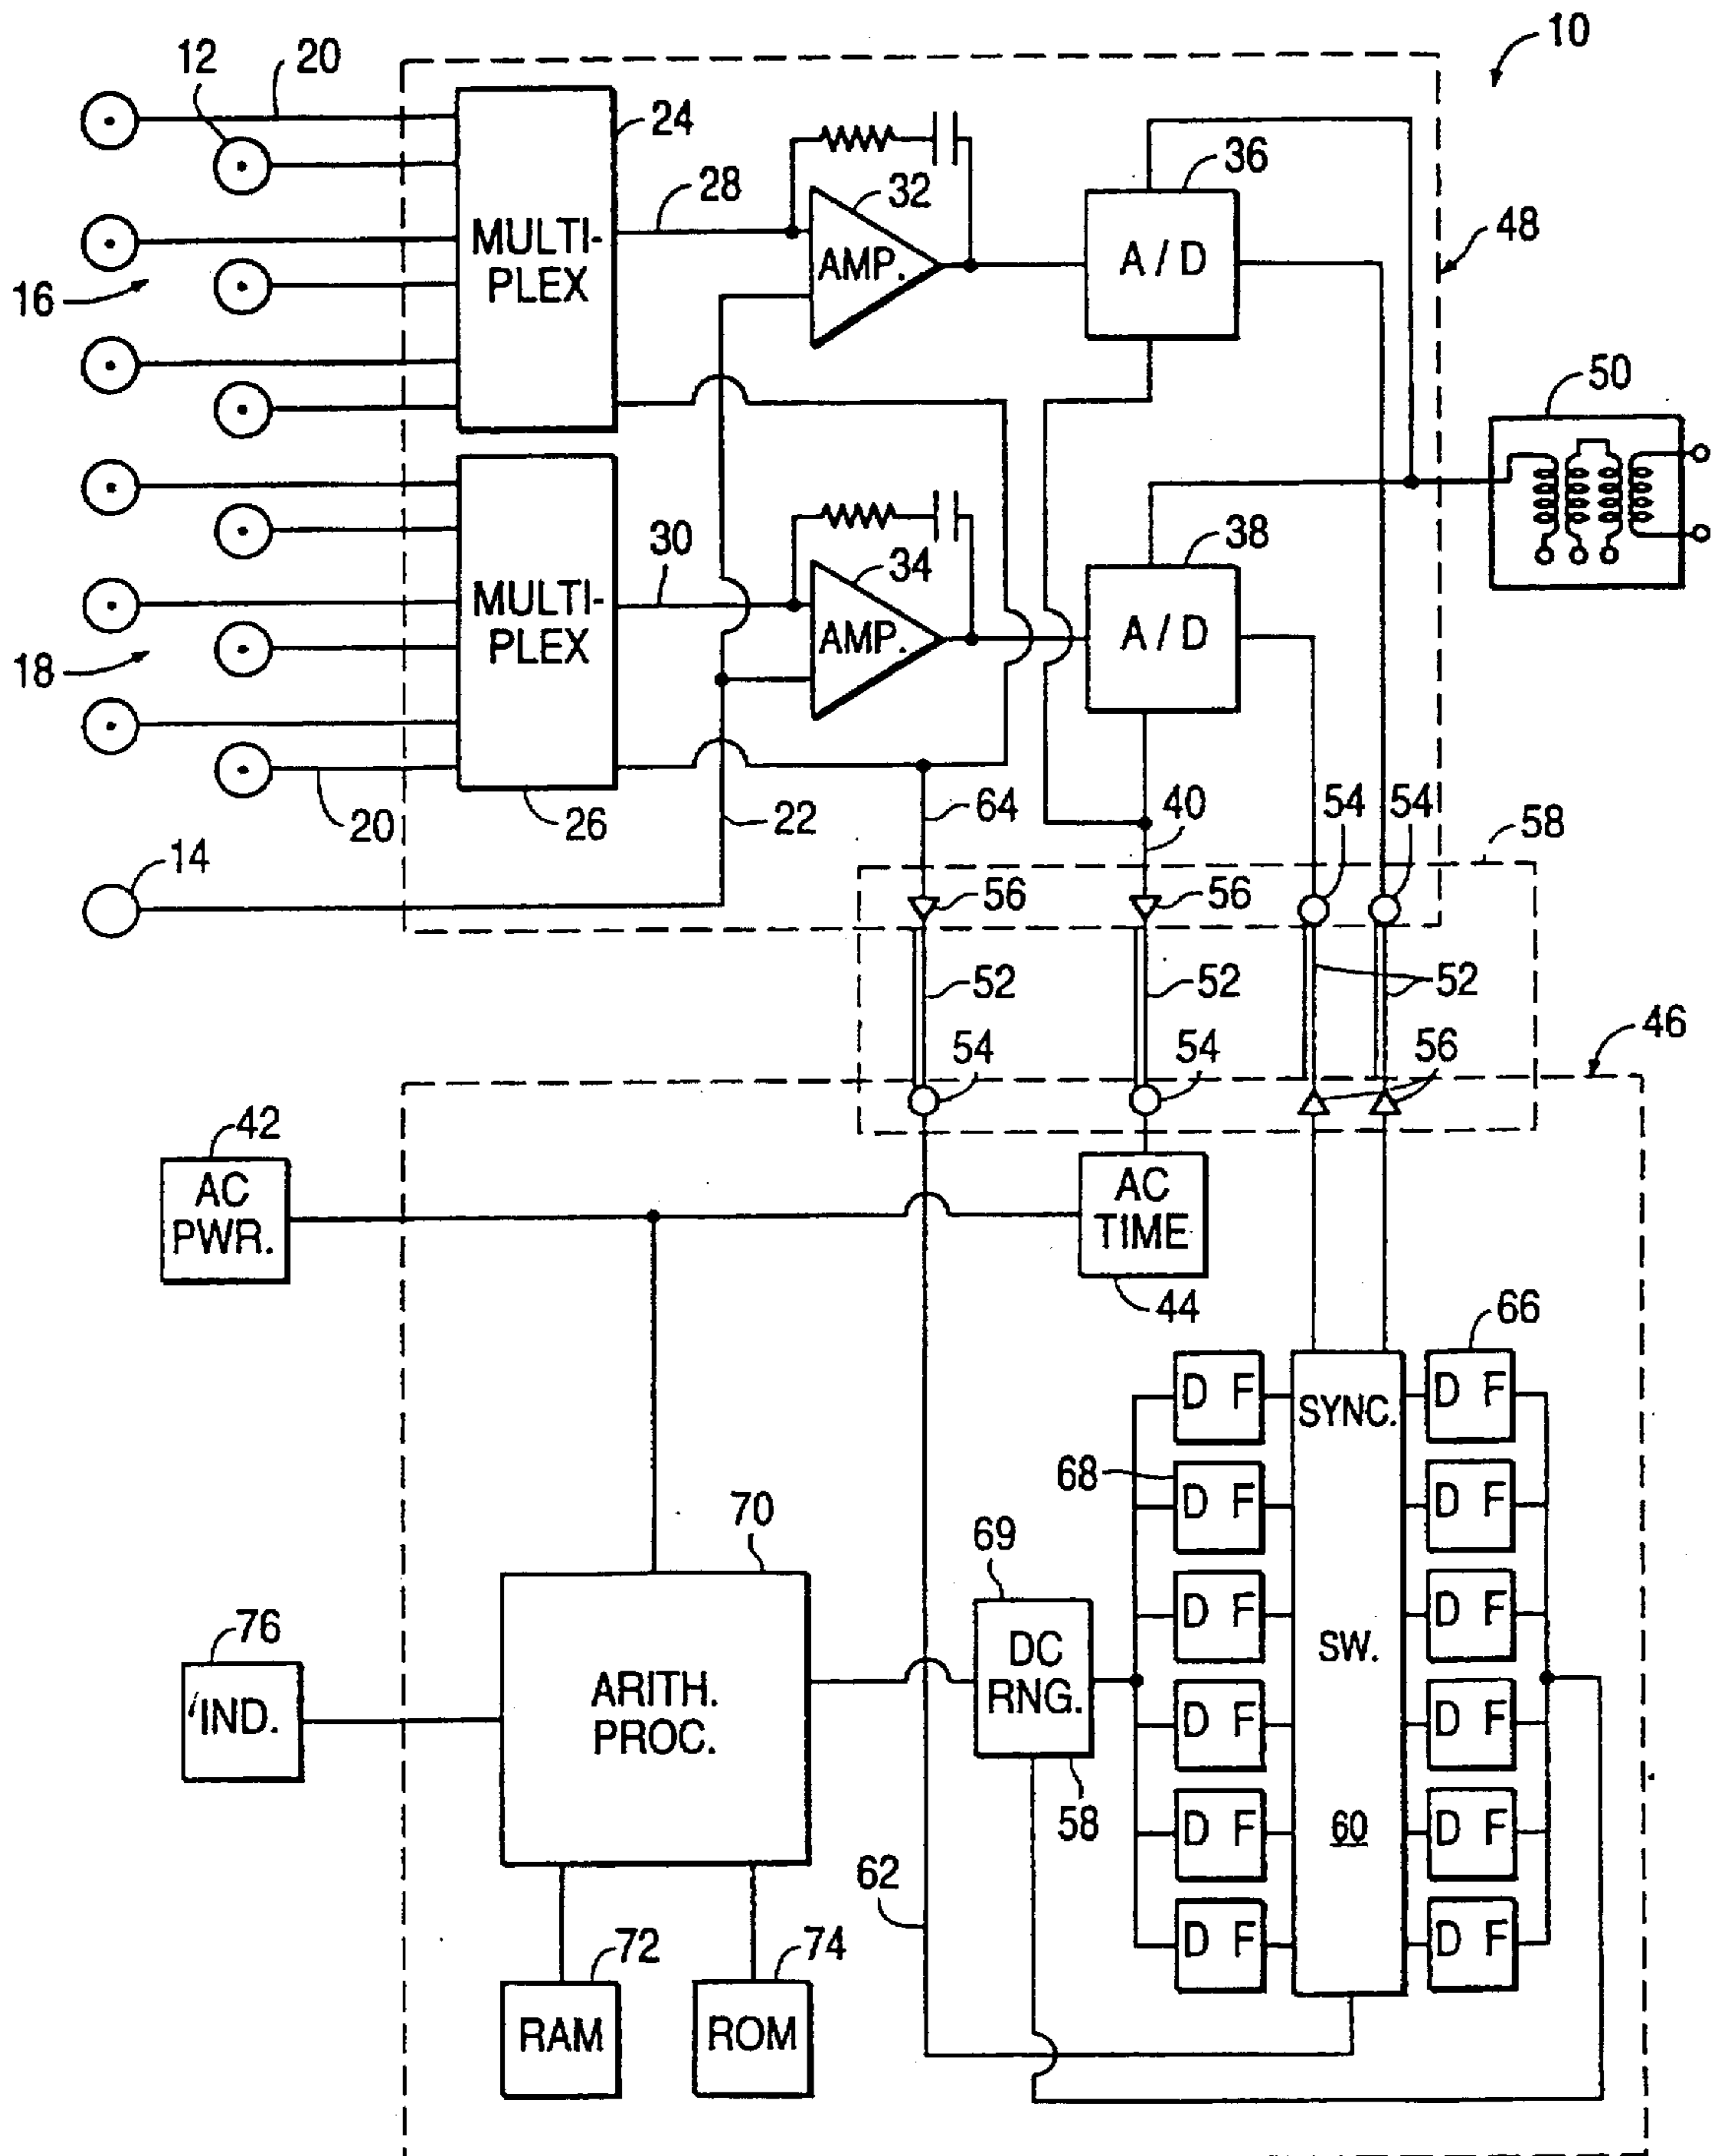 10
12
20
24
28
32
36
48
MULTI-
PLEX
AMP.
A / D
16
50
30
34
38
MULTI-
PLEX
AMP.
A / D
18
20
26
22
64
40
54
54
58
14
56
56
52
52
52
46
54
54
56
42
AC
PWR.
AC
TIME
44
66
D F
SYNC.
D F
68
D F
D F
70
69
76
D F
D F
DC
RNG.
SW.
IND.
ARITH.
PROC.
D F
D F
58
D F
60
D F
62
D F
D F
72
74
RAM
ROM